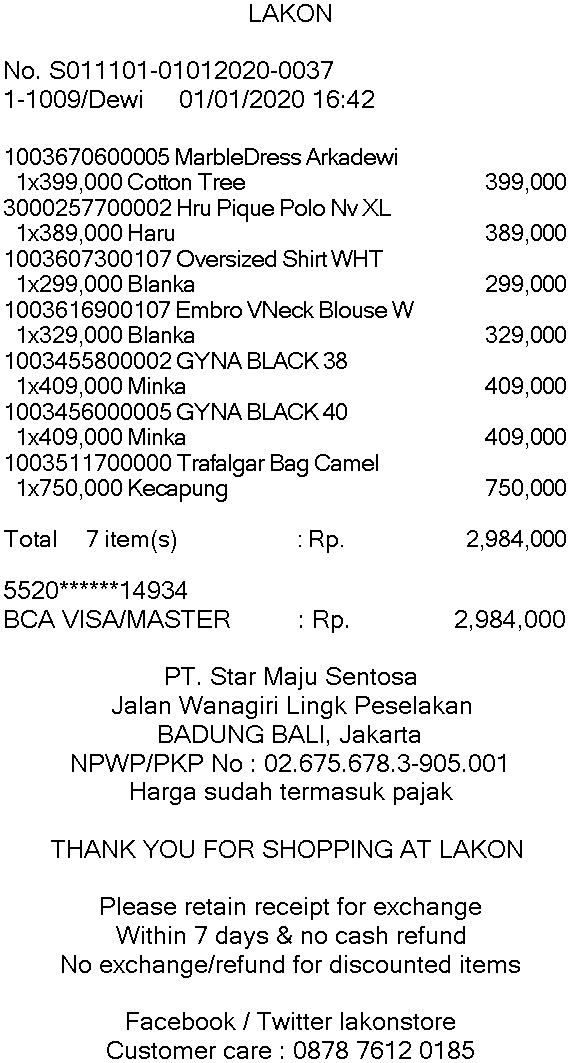 LAKON
No. S011101-01012020-0037
1-1009/Dewi 01/01/2020 16:42
1003670600005 MarbleDress Arkadewi
1x399,000 Cotton Tree 399,000
3000257700002 Hru Pique Polo Nv XL
1x389,000 Haru 389,000
1003607300107 Oversized Shirt WHT
1x299,000 Blanka 299,000
1003616900107 Embro VNeck Blouse W
1x329,000 Blanka 329,000
1003455800002 GYNA BLACK 38
1x409,000 Minka 409,000
1003456000005 GYNA BLACK 40
1x409,000 Minka 409,000
1003511700000 Trafalgar Bag Camel
1x750,000 Kecapung 750,000
Total 7 item(s) : Rp. 2,984,000
5520******14934
BCA VISA/MASTER : Rp. 2,984,000
PT. Star Maju Sentosa
Jalan Wanagiri Lingk Peselakan
BADUNG BALI, Jakarta
NPWP/PKP No : 02.675.678.3-905.001
Harga sudah termasuk pajak
THANK YOU FOR SHOPPING AT LAKON
Please retain receipt for exchange
Within 7 days & no cash refund
No exchange/refund for discounted items
Facebook / Twitter lakonstore
Customer care : 0878 7612 0185